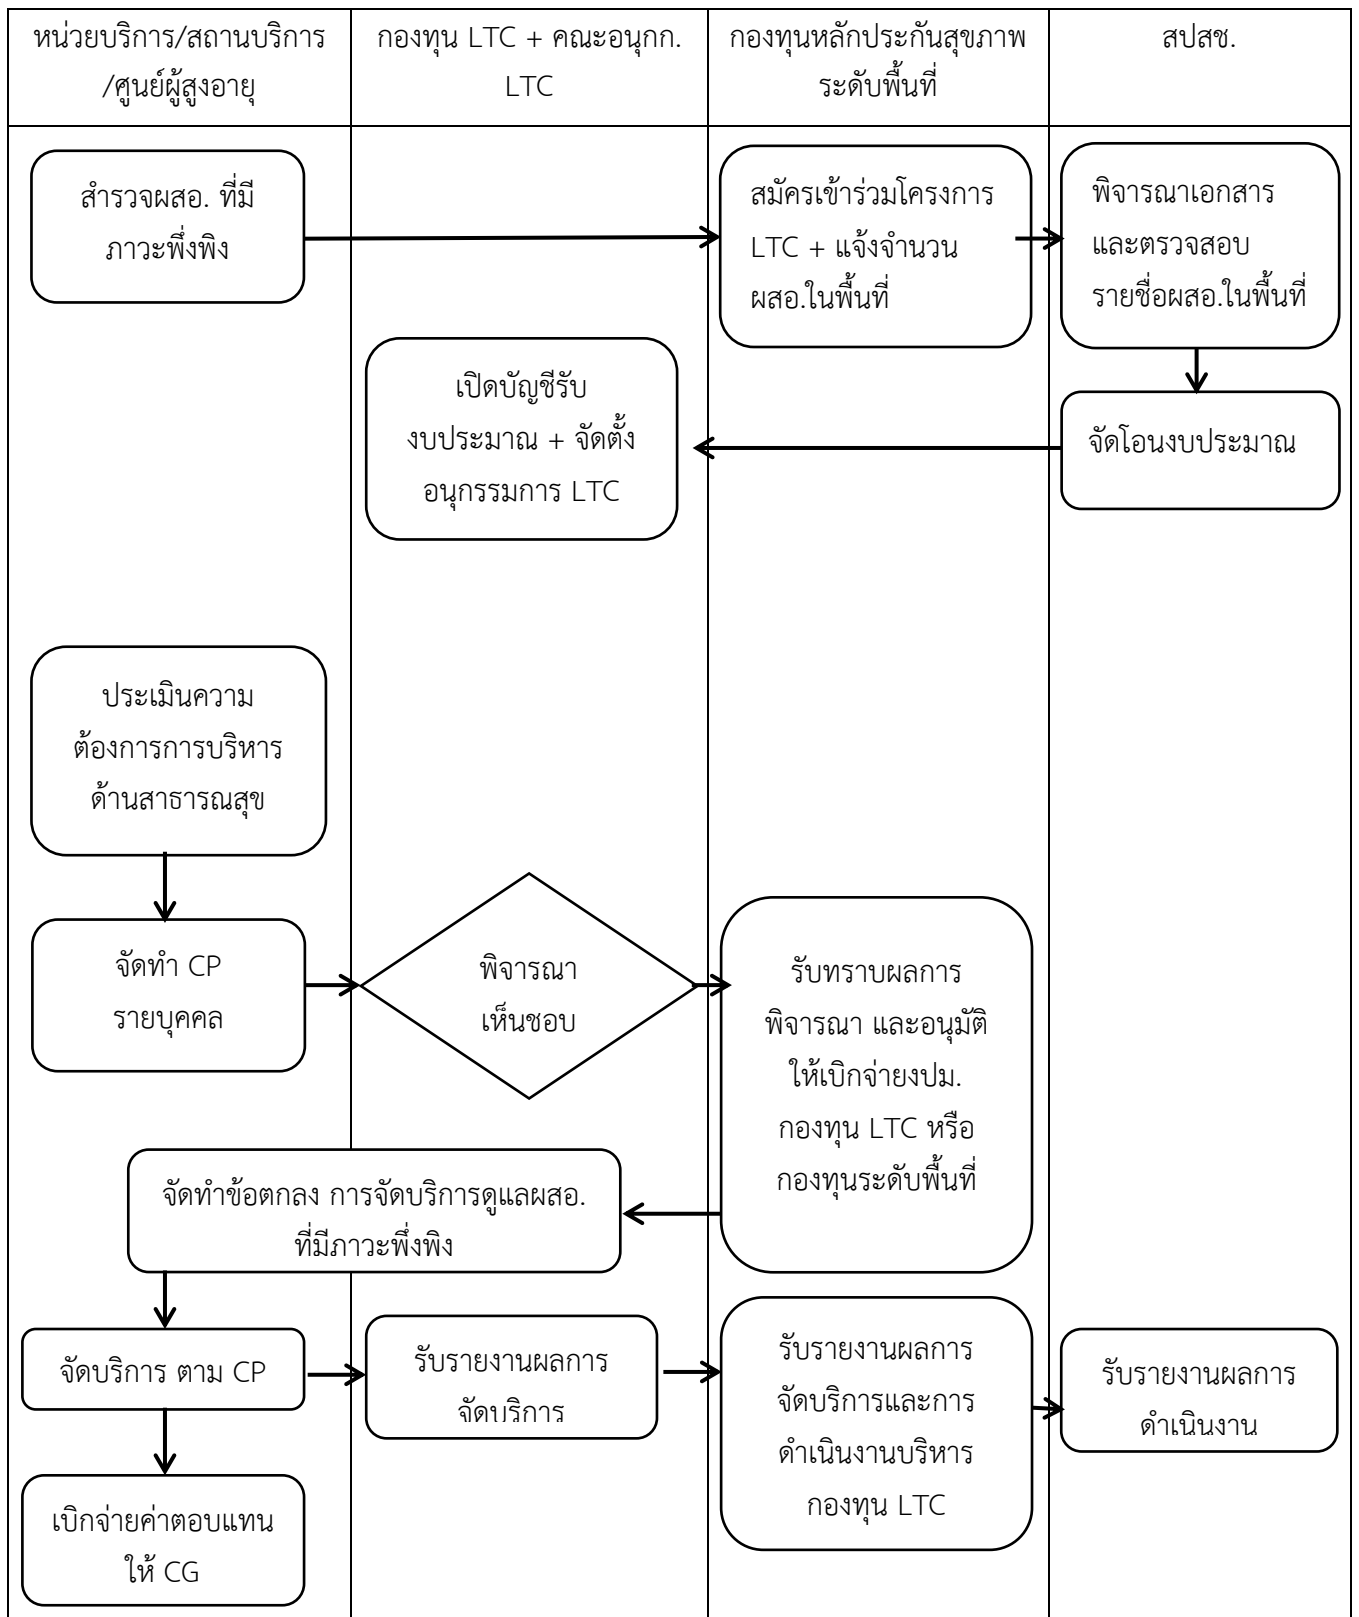 หน่วยบริการ/สถานบริการ
/ศูนย์ผู้สูงอายุ
กองทุน LTC + คณะอนุกก.
LTC
กองทุนหลักประกันสุขภาพ
ระดับพื้นที่
สปสช.
สำรวจผสอ. ที่มี
ภาวะพึ่งพิง
สมัครเข้าร่วมโครงการ
LTC + แจ้งจำนวน
ผสอ.ในพื้นที่
พิจารณาเอกสาร
และตรวจสอบ
รายชื่อผสอ.ในพื้นที่
เปิดบัญชีรับ
งบประมาณ + จัดตั้ง
อนุกรรมการ LTC
จัดโอนงบประมาณ
ประเมินความ
ต้องการการบริหาร
ด้านสาธารณสุข
จัดทำ CP
รายบุคคล
พิจารณา
เห็นชอบ
รับทราบผลการ
พิจารณา และอนุมัติ
ให้เบิกจ่ายงปม.
กองทุน LTC หรือ
กองทุนระดับพื้นที่
จัดทำข้อตกลง การจัดบริการดูแลผสอ.
ที่มีภาวะพึ่งพิง
จัดบริการ ตาม CP
รับรายงานผลการ
จัดบริการ
รับรายงานผลการ
จัดบริการและการ
ดำเนินงานบริหาร
กองทุน LTC
รับรายงานผลการ
ดำเนินงาน
เบิกจ่ายค่าตอบแทน
ให้ CG